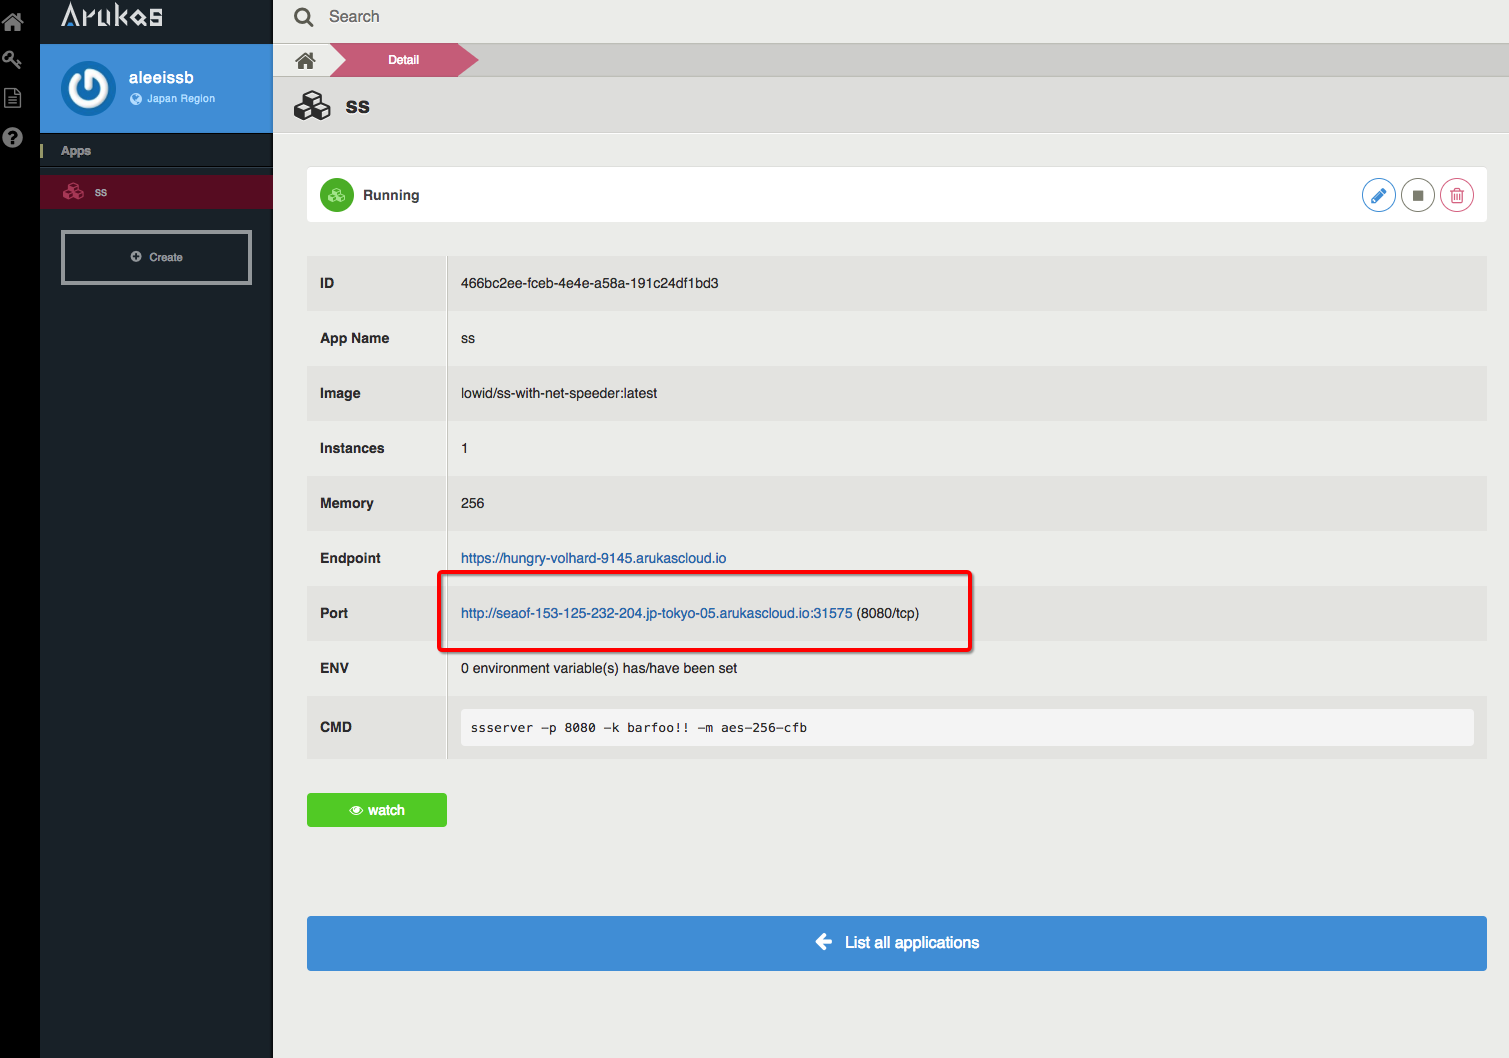 Arukas
Search
aleeissb
Japan Region
Detail
ss
Apps
ss
Create
Running
ID 466bc2ee-fceb-4e4e-a58a-191c24df1bd3
App Name ss
Image lowid/ss-with-net-speeder:latest
Instances 1
Memory 256
Endpoint https://hungry-volhard-9145.arukascloud.io
Port http://seaof-153-125-232-204.jp-tokyo-05.arukascloud.io:31575 (8080/tcp)
ENV 0 environment variable(s) has/have been set
CMD ssserver -p 8080 -k barfoo!! -m aes-256-cfb
watch
List all applications